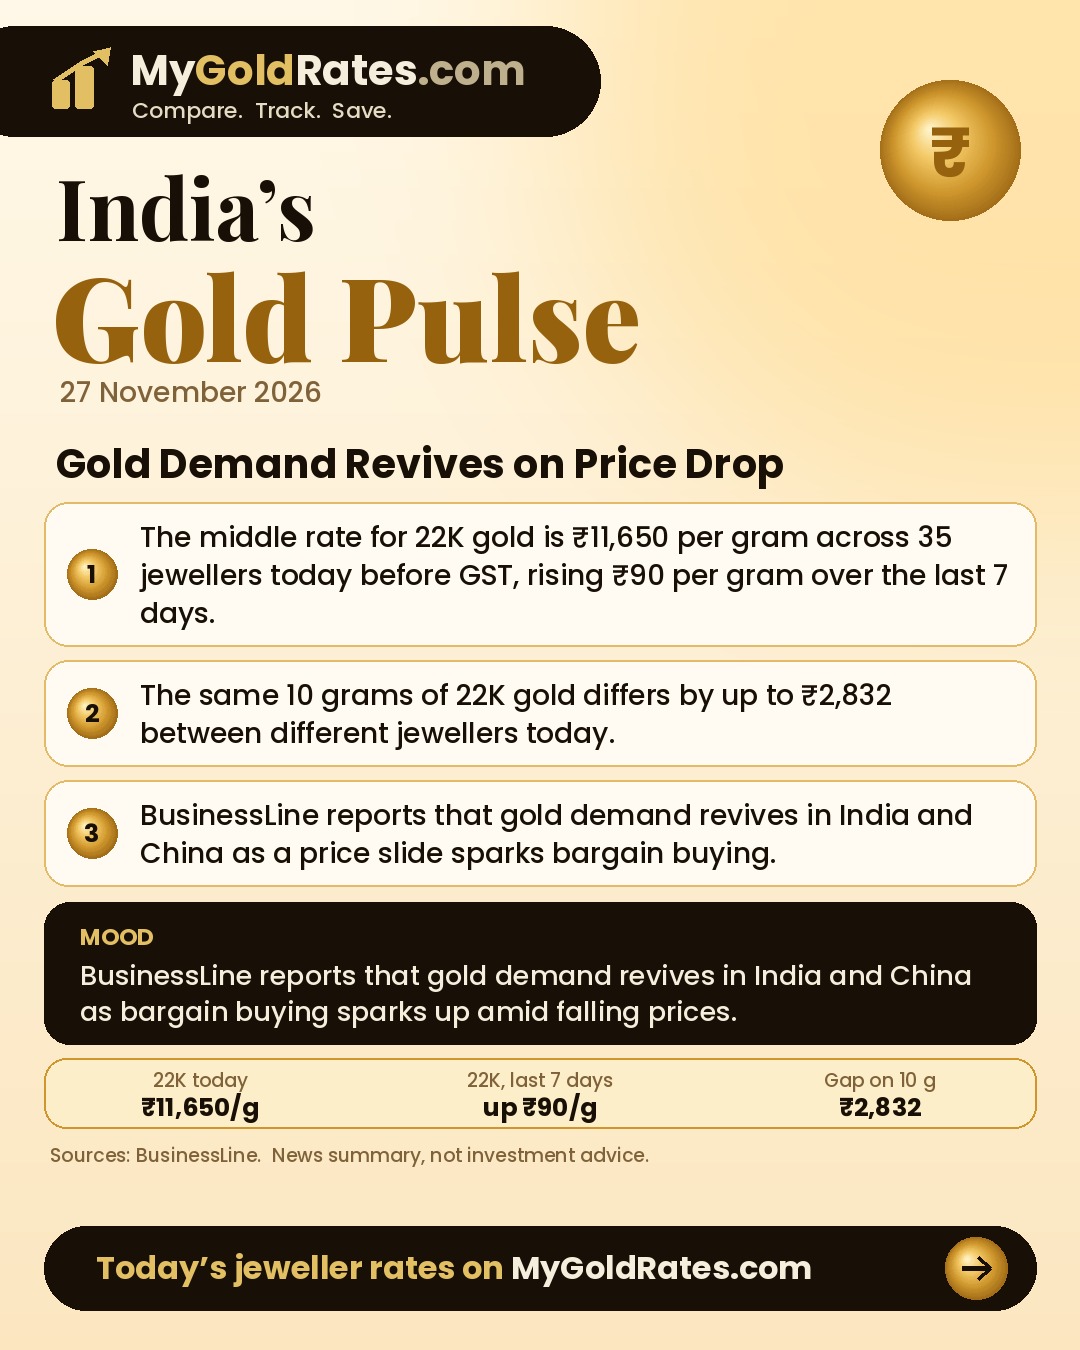 MyGoldRates.com
Compare. Track. Save.
₹
India’s
Gold Pulse
27 November 2026
Gold Demand Revives on Price Drop
1
The middle rate for 22K gold is ₹11,650 per gram across 35
jewellers today before GST, rising ₹90 per gram over the last 7
days.
2
The same 10 grams of 22K gold differs by up to ₹2,832
between different jewellers today.
3
BusinessLine reports that gold demand revives in India and
China as a price slide sparks bargain buying.
MOOD
BusinessLine reports that gold demand revives in India and China
as bargain buying sparks up amid falling prices.
22K today
₹11,650/g
22K, last 7 days
up ₹90/g
Gap on 10 g
₹2,832
Sources: BusinessLine. News summary, not investment advice.
Today’s jeweller rates on MyGoldRates.com